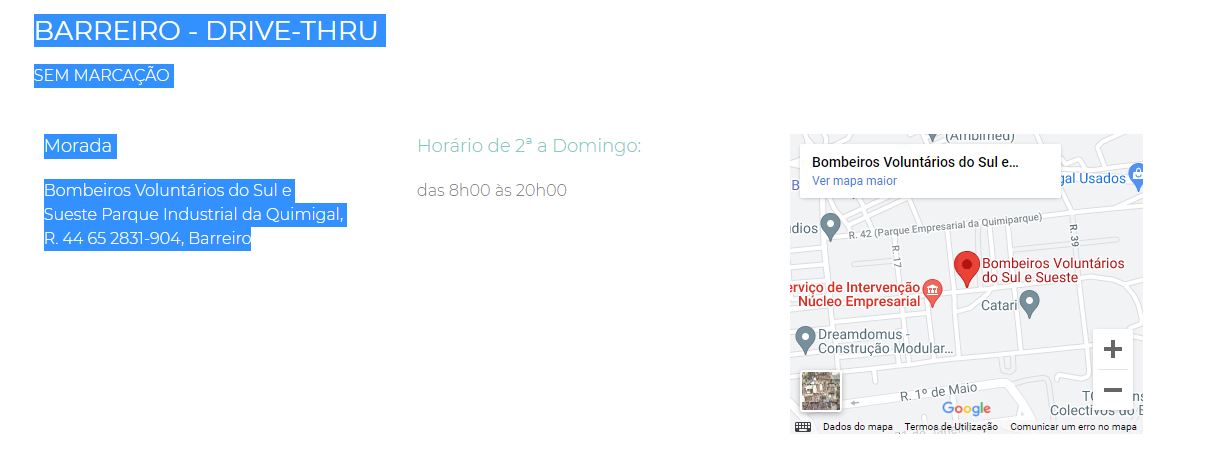 BARREIRO - DRIVE-THRU
SEM MARCAÇÃO
Morada
Bombeiros Voluntários do Sul e
Sueste Parque Industrial da Quimigal,
R. 44 65 2831-904, Barreiro
Horário de 2ª a Domingo:
das 8h00 às 20h00
(Ambimed)
Bombeiros Voluntários do Sul e...
Ver mapa maior
gal Usados
B
dios
R. 42 (Parque Empresarial da Quimiparque)
R. 39
R. 17
Bombeiros Voluntários
do Sul e Sueste
erviço de Intervenção
Núcleo Empresarial
Catari
Dreamdomus -
Construção Modular...
R. 1º de Maio
Google
Colectivos do B
Dados do mapa
Termos de Utilização
Comunicar um erro no mapa